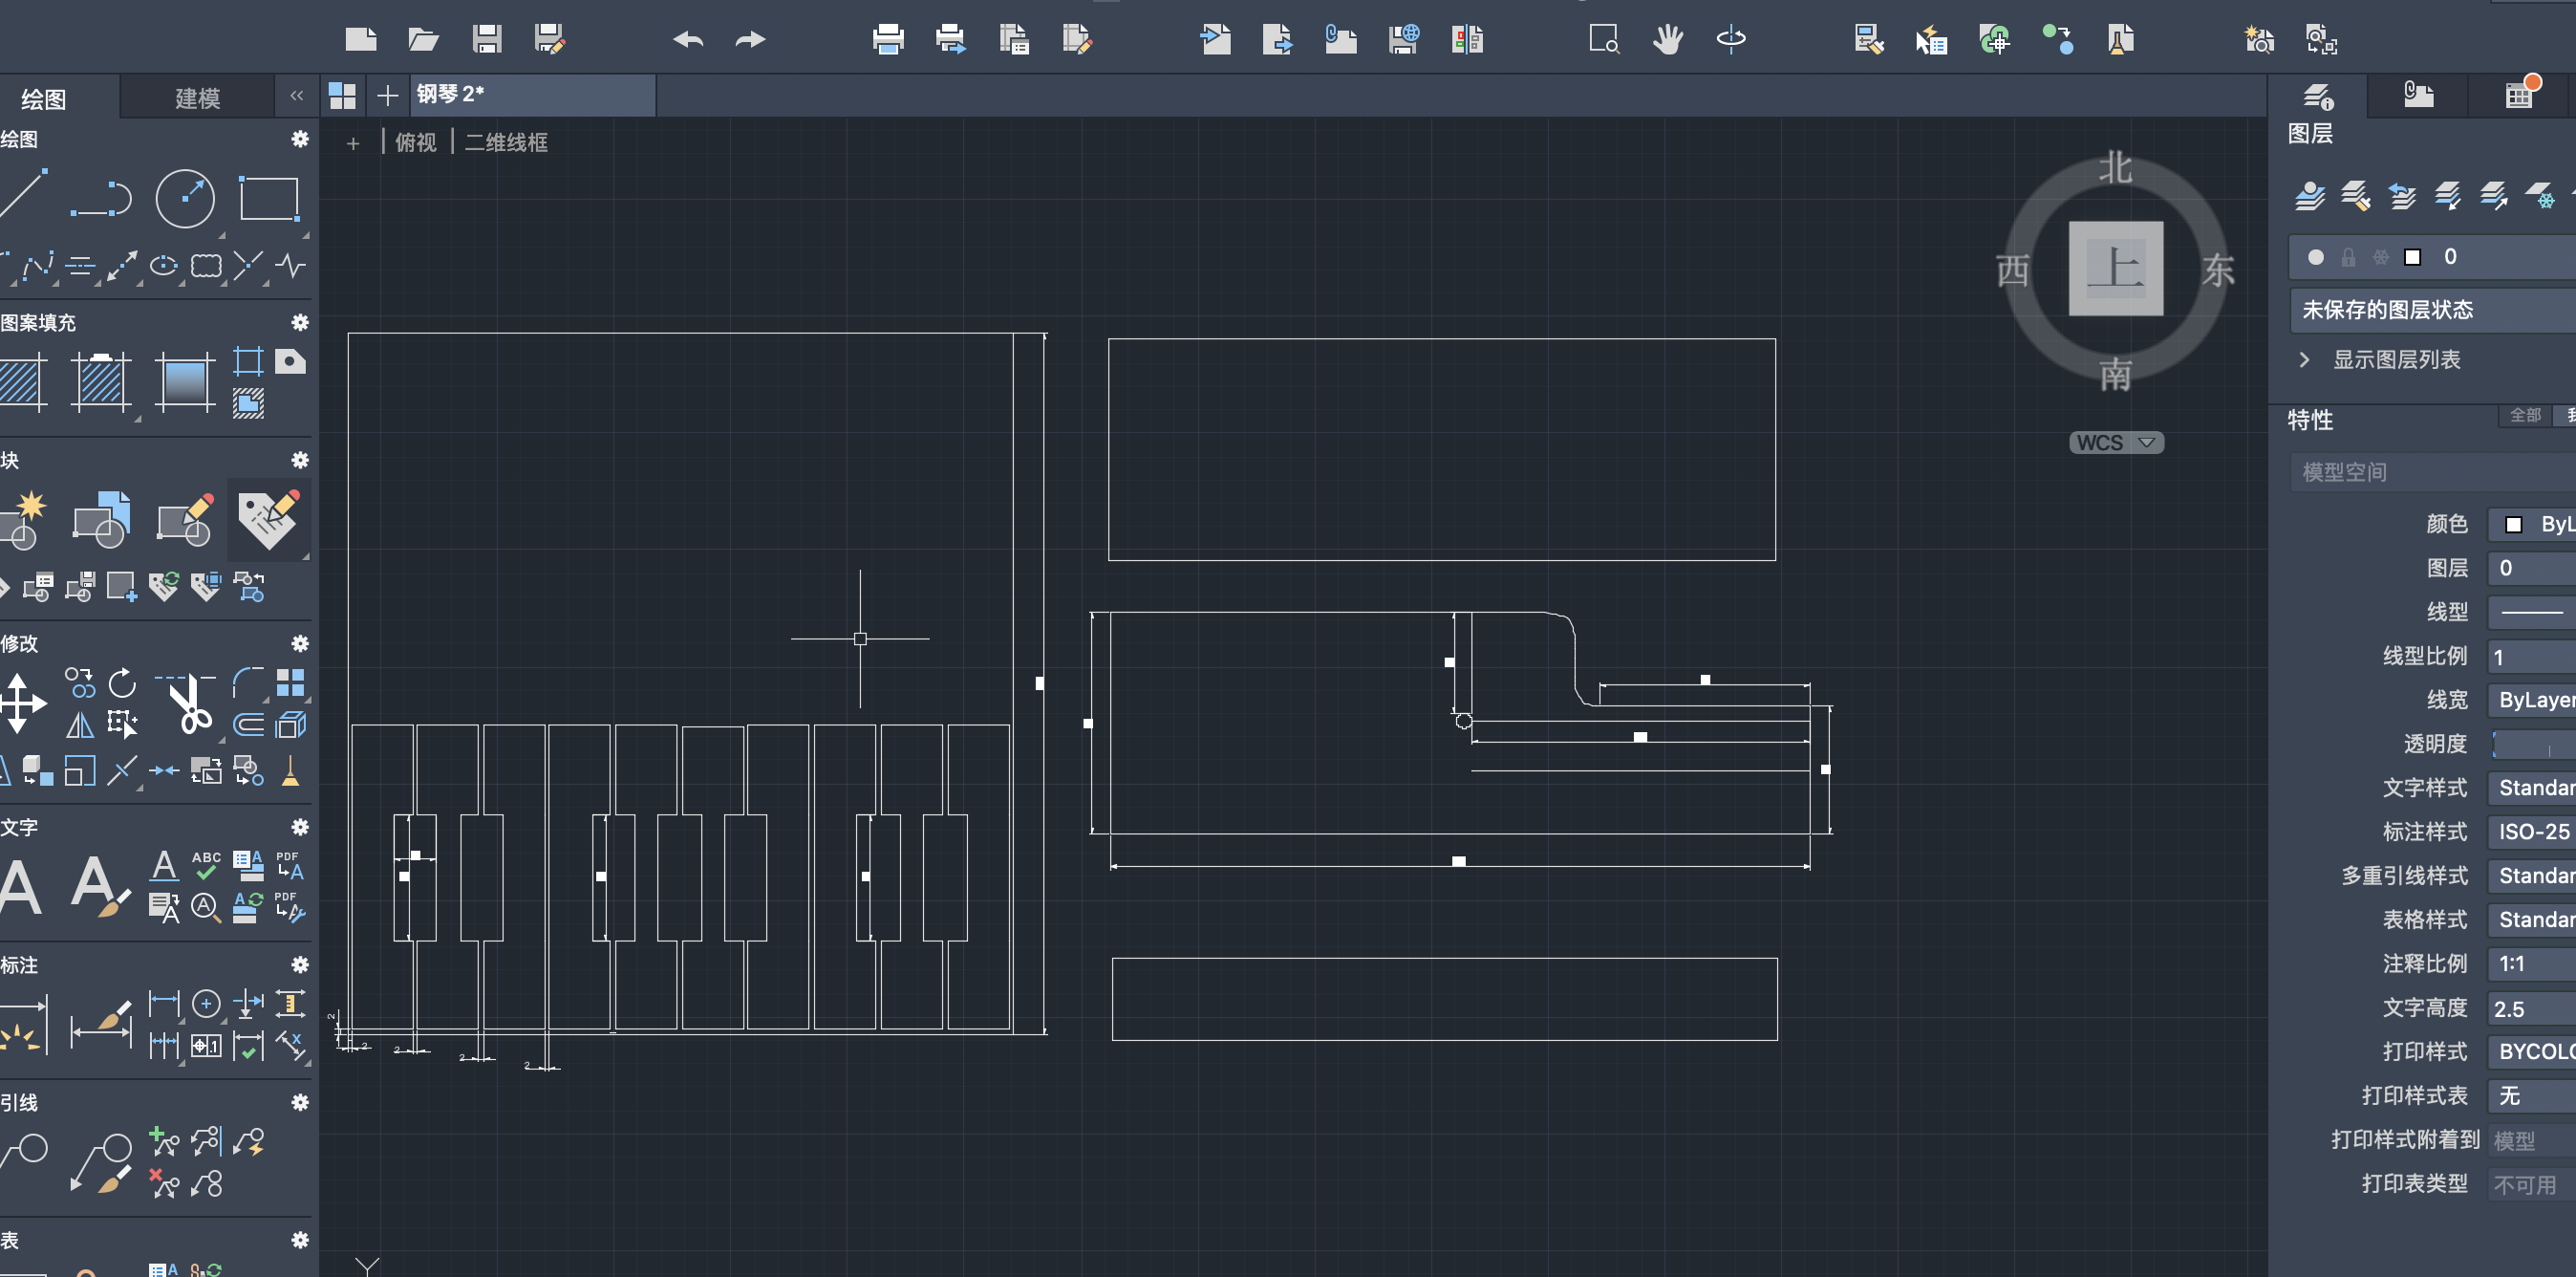 绘图
建模
钢琴 2*
俯视
二维线框
绘图
图案填充
块
修改
文字
ABC
A
PDF
A
A
A
A
A
A
A
PDF
A
标注
引线
表
A
2
2
2
2
2
北
西
上
东
南
WCS
图层
0
未保存的图层状态
显示图层列表
特性
全部
模型空间
颜色
ByL
图层
0
线型
线型比例
1
线宽
ByLayer
透明度
文字样式
Standar
标注样式
ISO-25
多重引线样式
Standar
表格样式
Standar
注释比例
1:1
文字高度
2.5
打印样式
BYCOLO
打印样式表
无
打印样式附着到
模型
打印表类型
不可用